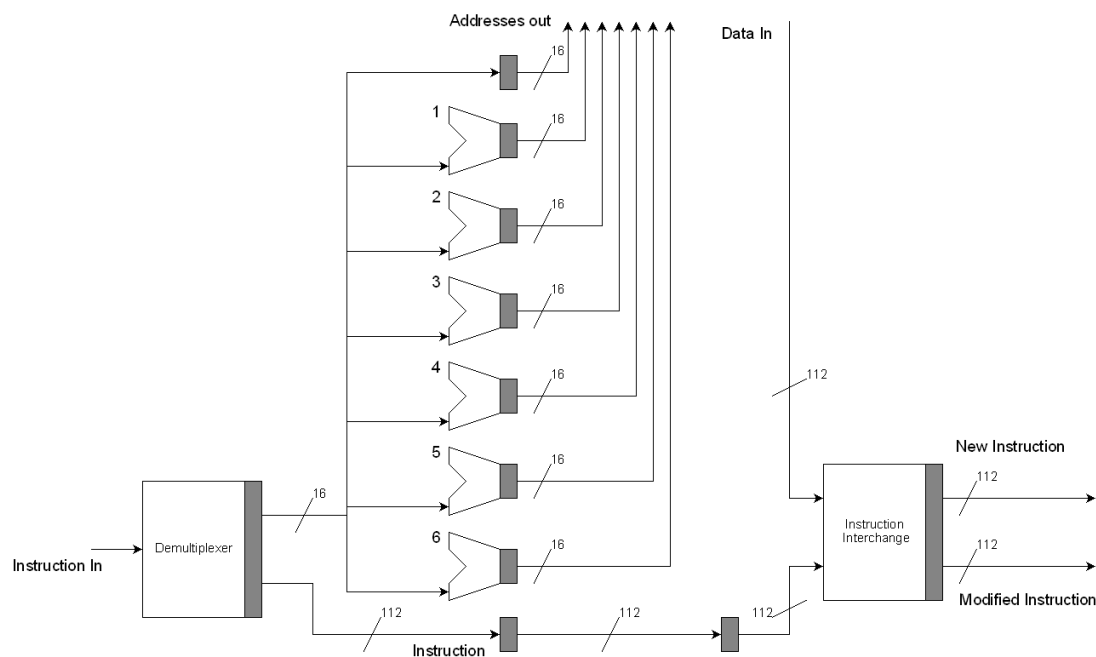 Addresses out
Data In
16
1
16
2
16
3
16
4
16
112
5
16
New Instruction
112
16
6
16
Demultiplexer
Instruction
Interchange
Instruction In
112
Modified Instruction
112
112
112
Instruction